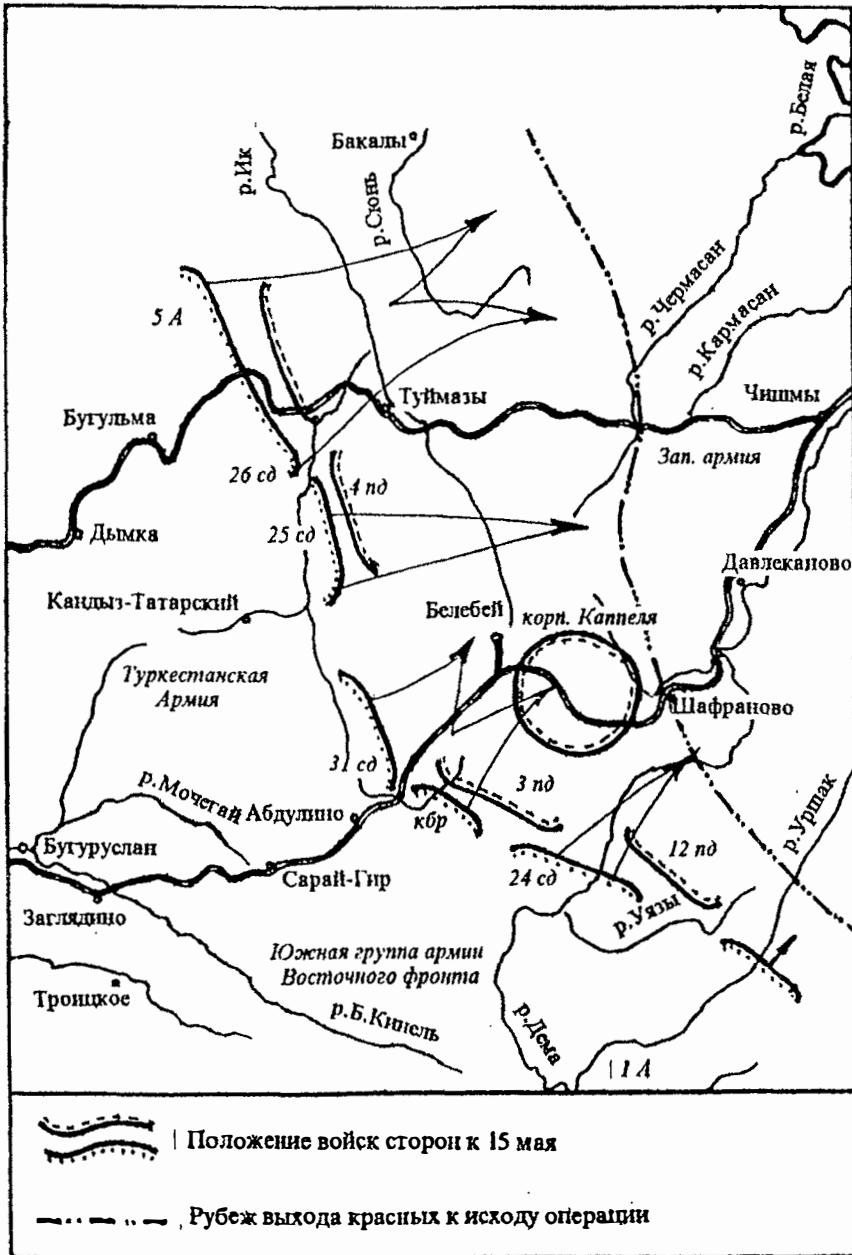 р.Белая
Бакалы
р.Ик
р.Сюнь
р.Чермасан
р.Кармасан
5 А
Туймазы
Чишмы
Бугульма
Зап. армия
26 сд
4 пд
25 сд
Дымка
Давлеканово
Кандыз-Татарский
Белебей
корп. Каппеля
Туркестанская
Армия
Шафраново
31 сд
3 пд
р.Мочегай
Абдулино
кбр
р.Уршак
Бугуруслан
12 пд
Сарай-Гир
24 сд
Заглядино
р.Уязы
Южная группа армии
Восточного фронта
Троицкое
р.Б.Кинель
р.Дема
1 А
Положение войск сторон к 15 мая
Рубеж выхода красных к исходу операции